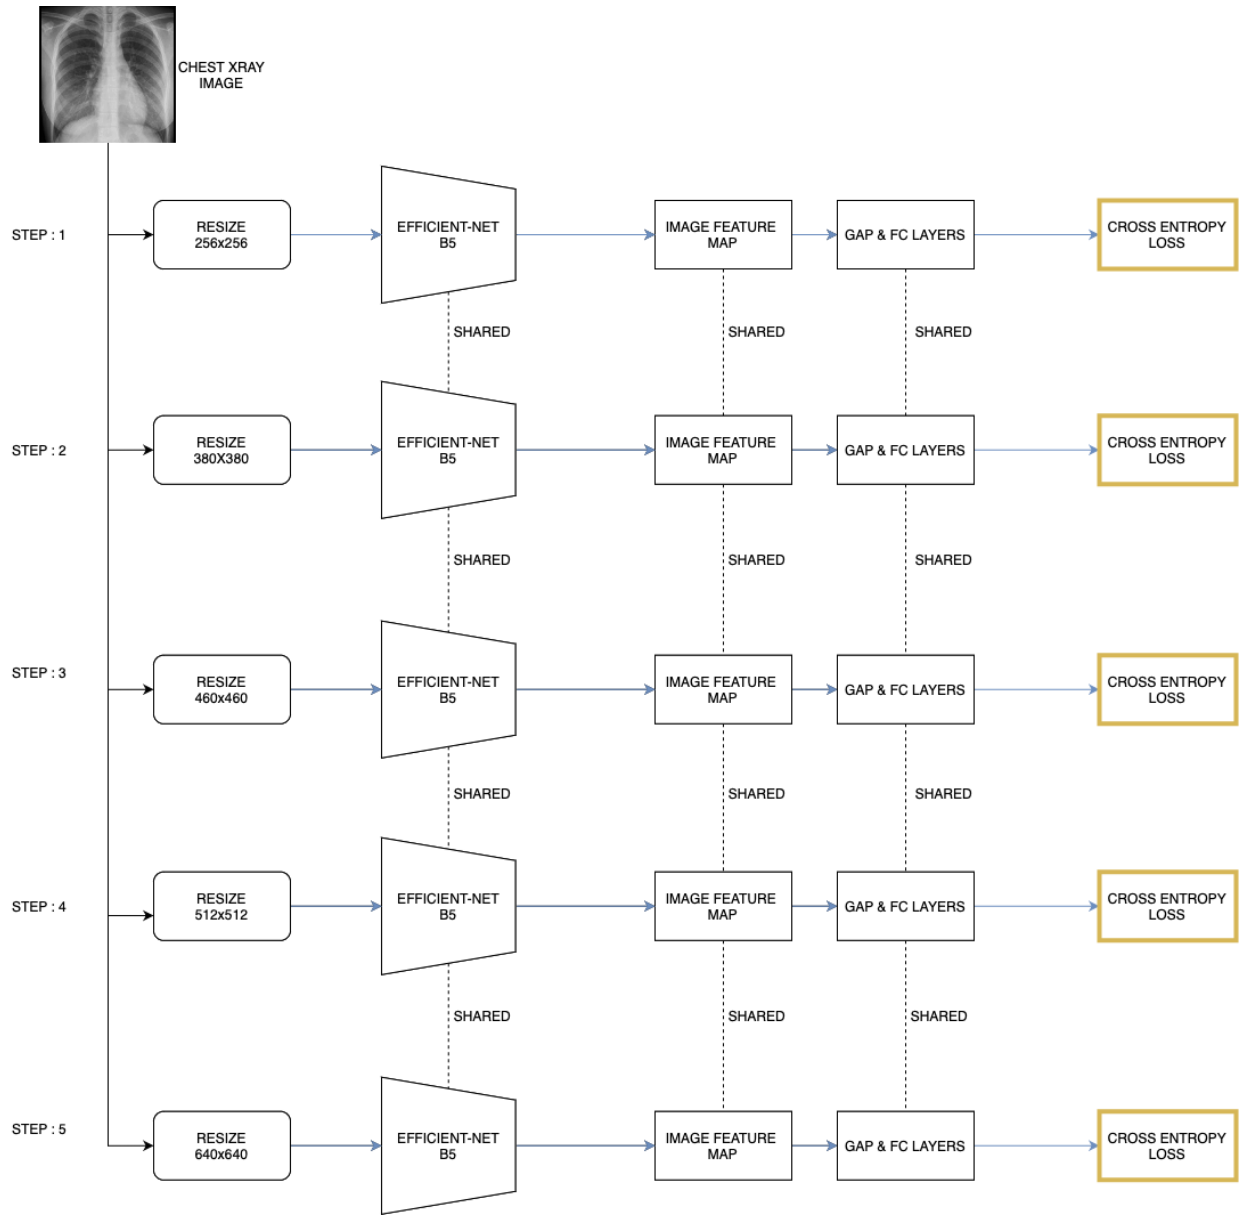 CHEST XRAY
IMAGE
STEP : 1
RESIZE
256x256
EFFICIENT-NET
B5
IMAGE FEATURE
MAP
GAP & FC LAYERS
CROSS ENTROPY
LOSS
SHARED
SHARED
SHARED
STEP : 2
RESIZE
380X380
EFFICIENT-NET
B5
IMAGE FEATURE
MAP
GAP & FC LAYERS
CROSS ENTROPY
LOSS
SHARED
SHARED
SHARED
STEP : 3
RESIZE
460x460
EFFICIENT-NET
B5
IMAGE FEATURE
MAP
GAP & FC LAYERS
CROSS ENTROPY
LOSS
SHARED
SHARED
SHARED
STEP : 4
RESIZE
512x512
EFFICIENT-NET
B5
IMAGE FEATURE
MAP
GAP & FC LAYERS
CROSS ENTROPY
LOSS
SHARED
SHARED
SHARED
STEP : 5
RESIZE
640x640
EFFICIENT-NET
B5
IMAGE FEATURE
MAP
GAP & FC LAYERS
CROSS ENTROPY
LOSS